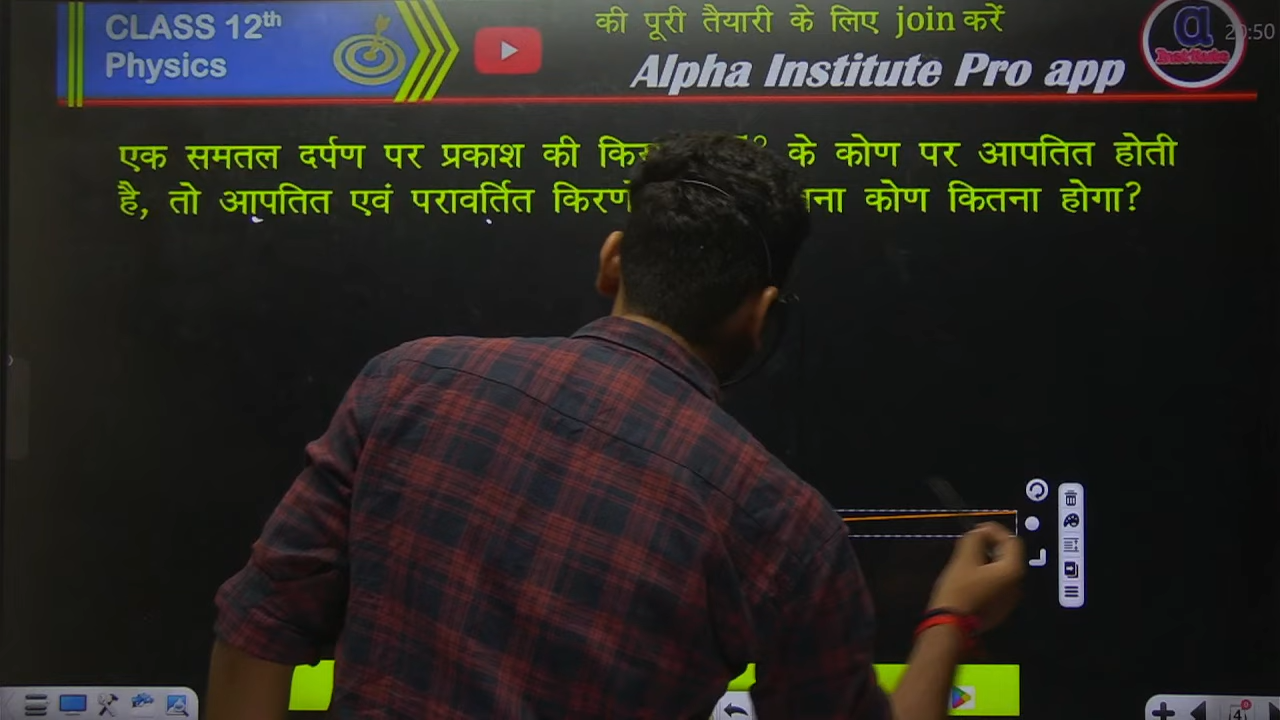 CLASS 12th
Physics
की पूरी तैयारी के लिए join करें
Alpha Institute Pro app
a
20:50
एक समतल दर्पण पर प्रकाश की के कोण पर आपतित होती
है, तो आपतित एवं परावर्तित कोण कितना होगा?